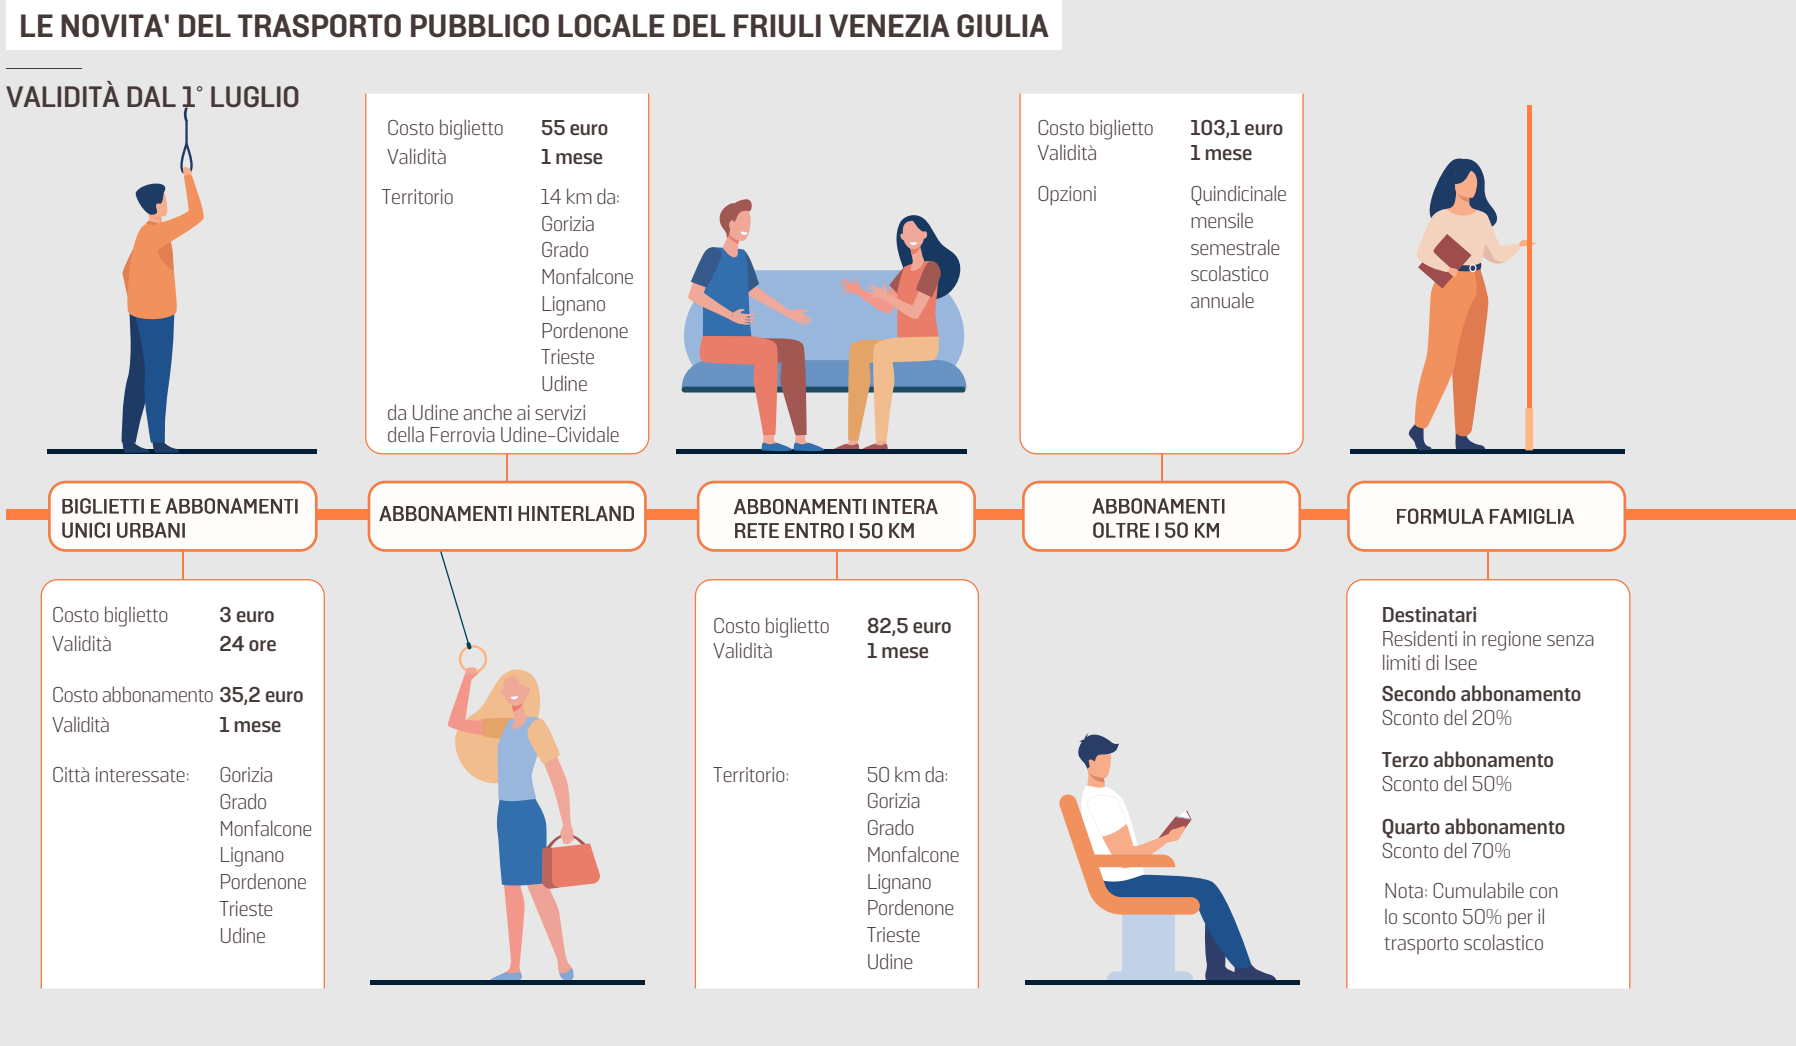 LE NOVITA' DEL TRASPORTO PUBBLICO LOCALE DEL FRIULI VENEZIA GIULIA
VALIDITÀ DAL 1° LUGLIO
BIGLIETTI E ABBONAMENTI
UNICI URBANI
Costo biglietto 3 euro
Validità 24 ore
Costo abbonamento 35,2 euro
Validità 1 mese
Città interessate: Gorizia
Grado
Monfalcone
Lignano
Pordenone
Trieste
Udine
Costo biglietto 55 euro
Validità 1 mese
Territorio 14 km da:
Gorizia
Grado
Monfalcone
Lignano
Pordenone
Trieste
Udine
da Udine anche ai servizi
della Ferrovia Udine-Cividale
ABBONAMENTI HINTERLAND
ABBONAMENTI INTERA
RETE ENTRO I 50 KM
Costo biglietto 82,5 euro
Validità 1 mese
Territorio: 50 km da:
Gorizia
Grado
Monfalcone
Lignano
Pordenone
Trieste
Udine
Costo biglietto 103,1 euro
Validità 1 mese
Opzioni Quindicinale
mensile
semestrale
scolastico
annuale
ABBONAMENTI
OLTRE I 50 KM
FORMULA FAMIGLIA
Destinatari
Residenti in regione senza
limiti di Isee
Secondo abbonamento
Sconto del 20%
Terzo abbonamento
Sconto del 50%
Quarto abbonamento
Sconto del 70%
Nota: Cumulabile con
lo sconto 50% per il
trasporto scolastico